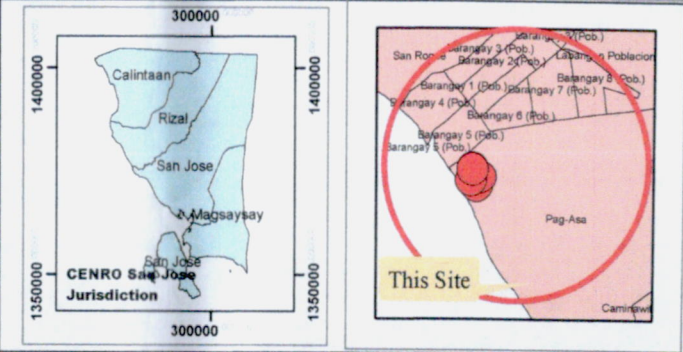 300000
1400000
1400000
Calintaan
Rizal
San Jose
Magsaysay
San Jose
CENRO San Jose
Jurisdiction
1350000
1350000
300000
San Roque
Barangay 3 (Pob.)
Barangay 2 (Pob.)
Labangan Poblacion
Barangay 8 (Pob.)
Barangay 1 (Pob.)
Barangay 7 (Pob.)
Barangay 4 (Pob.)
Barangay 6 (Pob.)
Barangay 5 (Pob.)
Pag-Asa
This Site
Caminawit